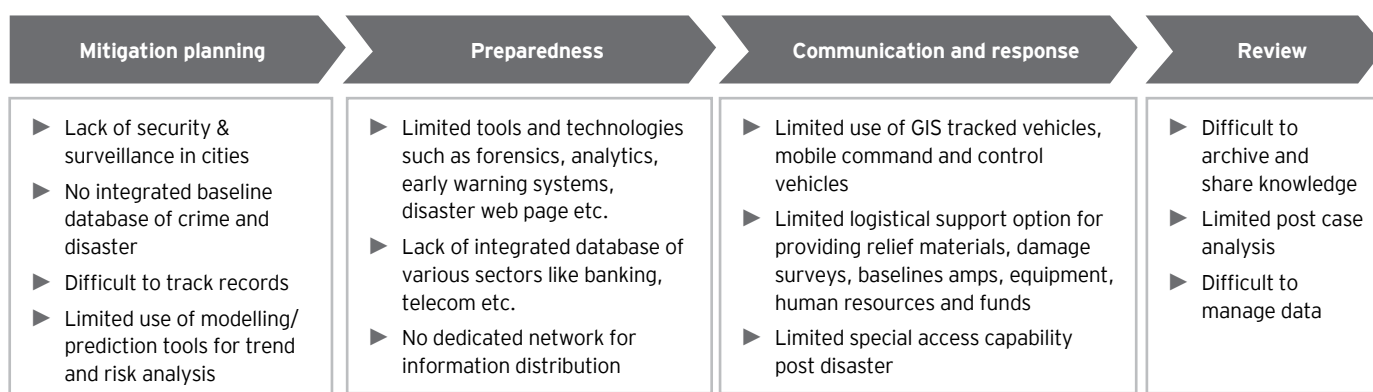 Mitigation planning
Preparedness
Communication and response
Review
▶ Lack of security &
surveillance in cities
▶ No integrated baseline
database of crime and
disaster
▶ Difficult to track records
▶ Limited use of modelling/
prediction tools for trend
and risk analysis
▶ Limited tools and technologies
such as forensics, analytics,
early warning systems,
disaster web page etc.
▶ Lack of integrated database of
various sectors like banking,
telecom etc.
▶ No dedicated network for
information distribution
▶ Limited use of GIS tracked vehicles,
mobile command and control
vehicles
▶ Limited logistical support option for
providing relief materials, damage
surveys, baselines amps, equipment,
human resources and funds
▶ Limited special access capability
post disaster
▶ Difficult to
archive and
share knowledge
▶ Limited post case
analysis
▶ Difficult to
manage data